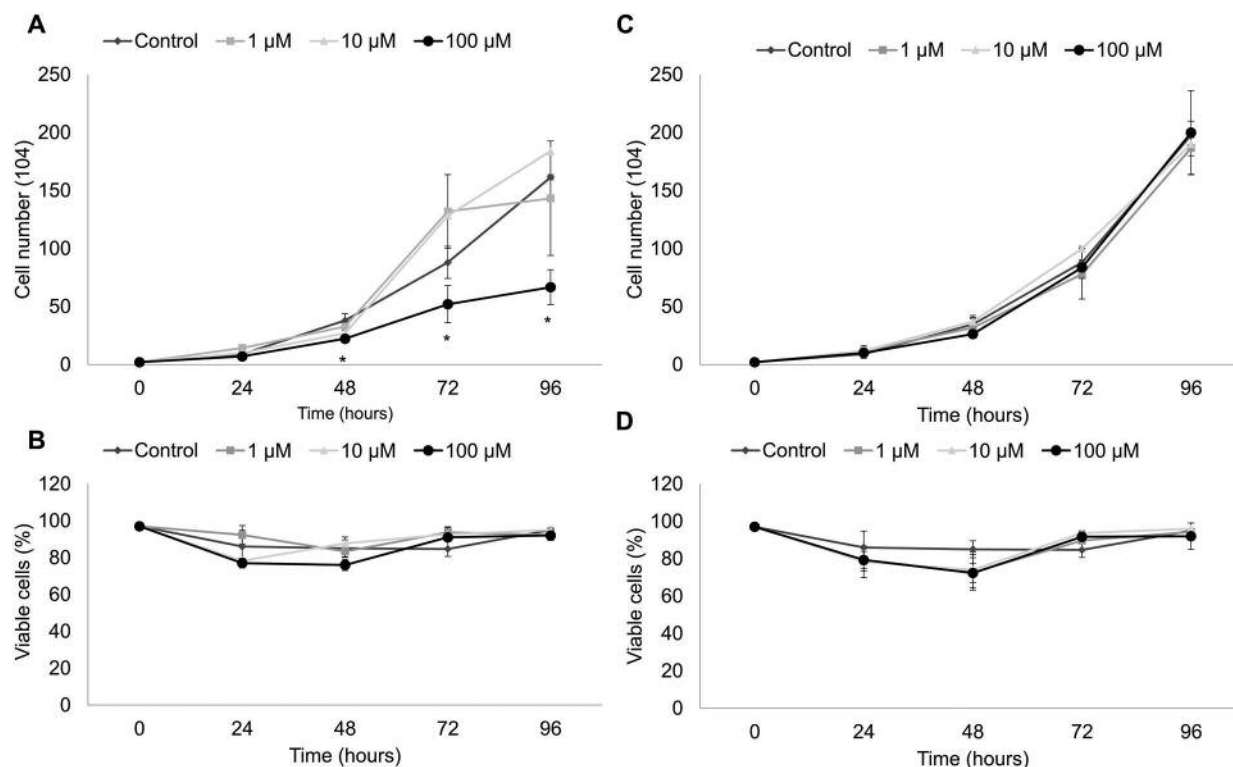 A
Control 1 µM 10 µM 100 µM
Cell number (104)
250
200
150
100
50
0
* * *
0 24 48 72 96
Time (hours)
B
Control 1 µM 10 µM 100 µM
Viable cells (%)
120
100
80
60
40
20
0
0 24 48 72 96
Time (hours)
C
Control 1 µM 10 µM 100 µM
Cell number (104)
250
200
150
100
50
0
0 24 48 72 96
Time (hours)
D
Control 1 µM 10 µM 100 µM
Viable cells (%)
120
100
80
60
40
20
0
0 24 48 72 96
Time (hours)